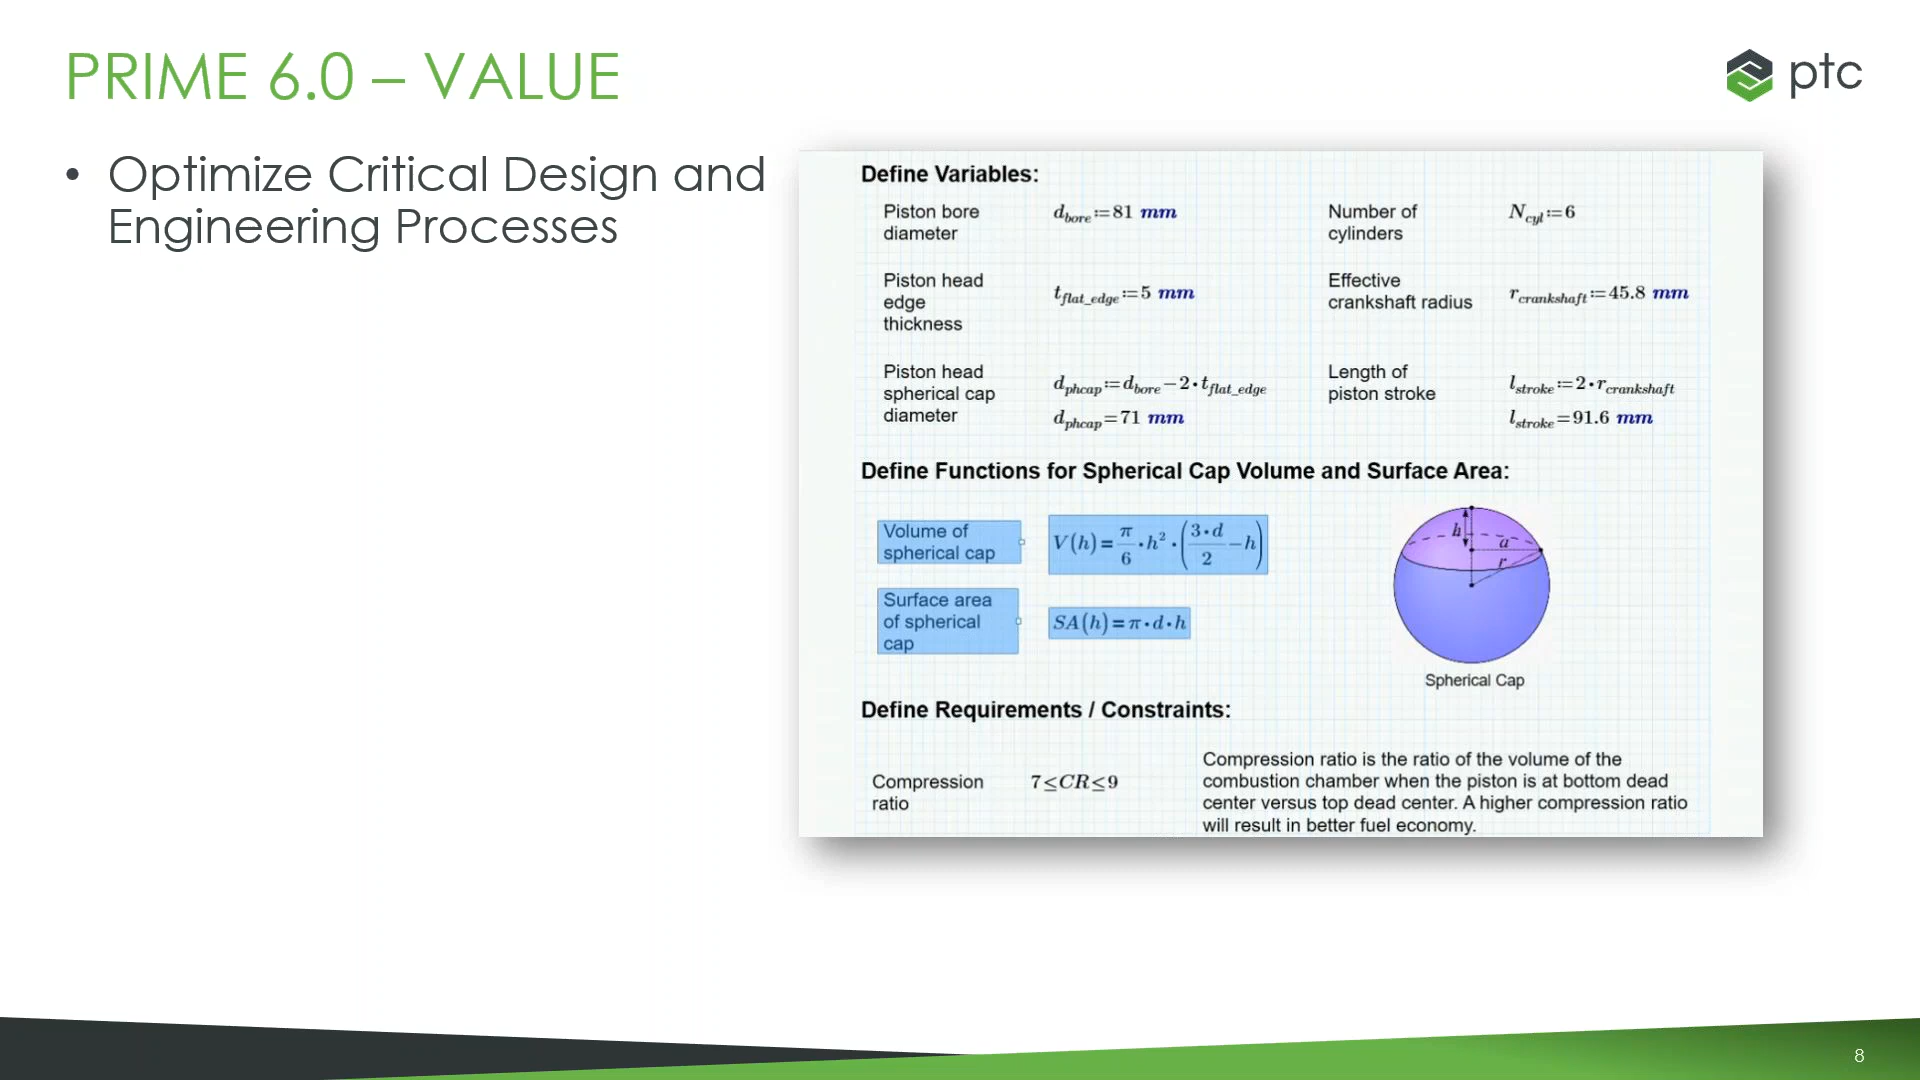 PRIME 6.0 – VALUE
ptc
• Optimize Critical Design and
Engineering Processes
Define Variables:
Piston bore
diameter
d_bore:=81 mm
Number of
cylinders
N_cyl:=6
Piston head
edge
thickness
t_flat_edge:=5 mm
Effective
crankshaft radius
r_crankshaft:=45.8 mm
Piston head
spherical cap
diameter
d_phcap:=d_bore−2·t_flat_edge
d_phcap=71 mm
Length of
piston stroke
l_stroke:=2·r_crankshaft
l_stroke=91.6 mm
Define Functions for Spherical Cap Volume and Surface Area:
Volume of
spherical cap
V(h)=π/6·h²·(3·d/2−h)
Surface area
of spherical
cap
SA(h)=π·d·h
h
a
r
Spherical Cap
Define Requirements / Constraints:
Compression
ratio
7≤CR≤9
Compression ratio is the ratio of the volume of the
combustion chamber when the piston is at bottom dead
center versus top dead center. A higher compression ratio
will result in better fuel economy.
8